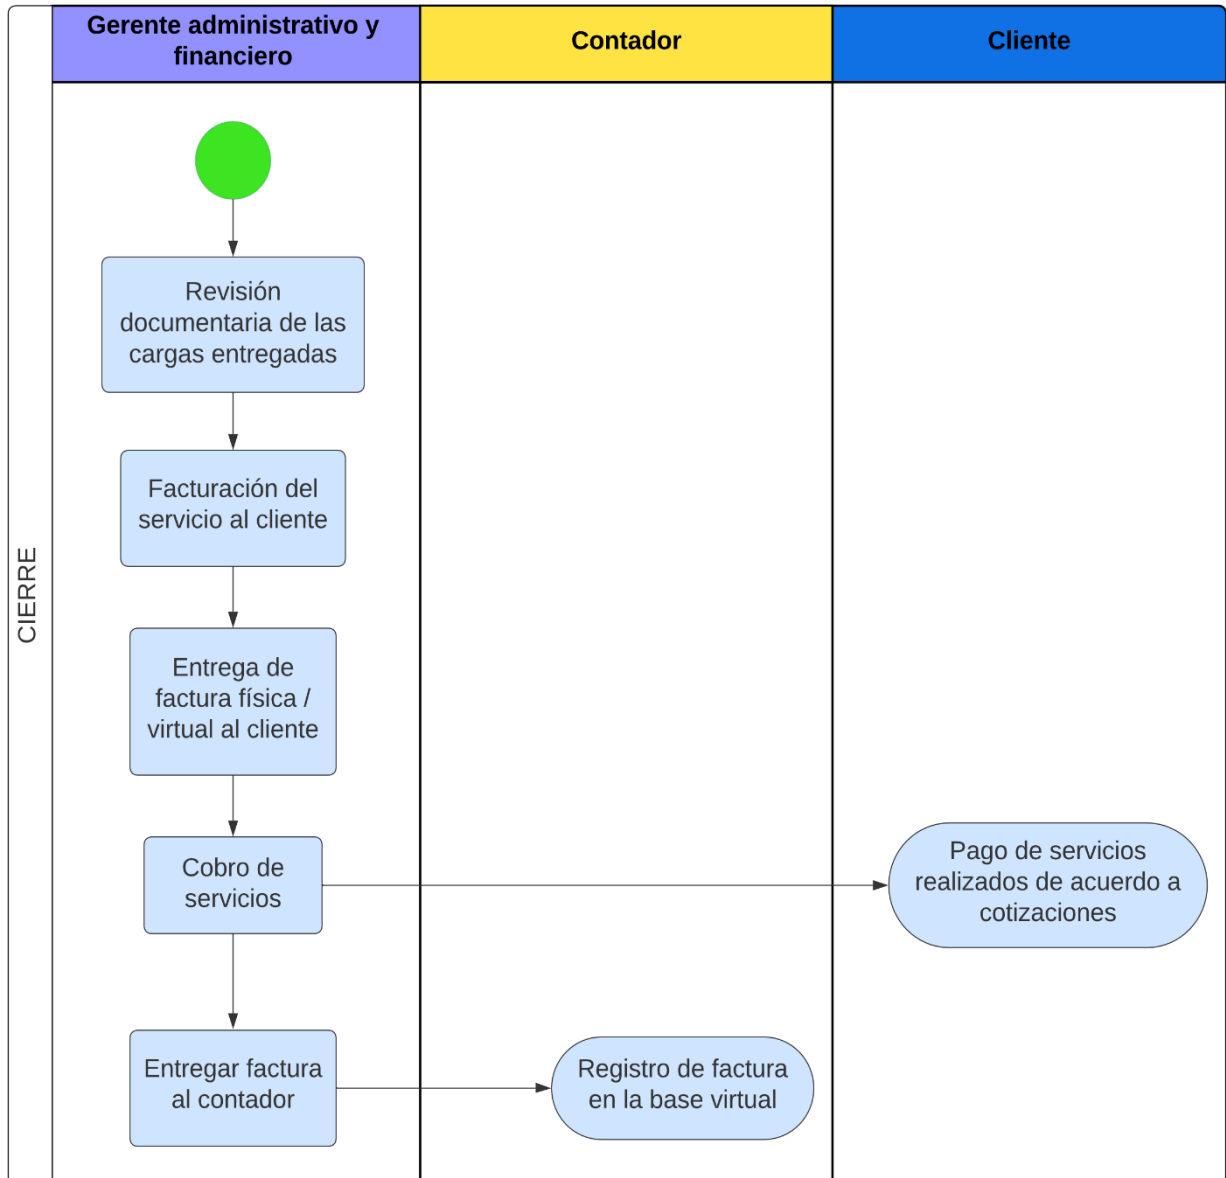 Gerente administrativo y
financiero
Contador
Cliente
CIERRE
Revisión
documentaria de las
cargas entregadas
Facturación del
servicio al cliente
Entrega de
factura física /
virtual al cliente
Cobro de
servicios
Pago de servicios
realizados de acuerdo a
cotizaciones
Entregar factura
al contador
Registro de factura
en la base virtual